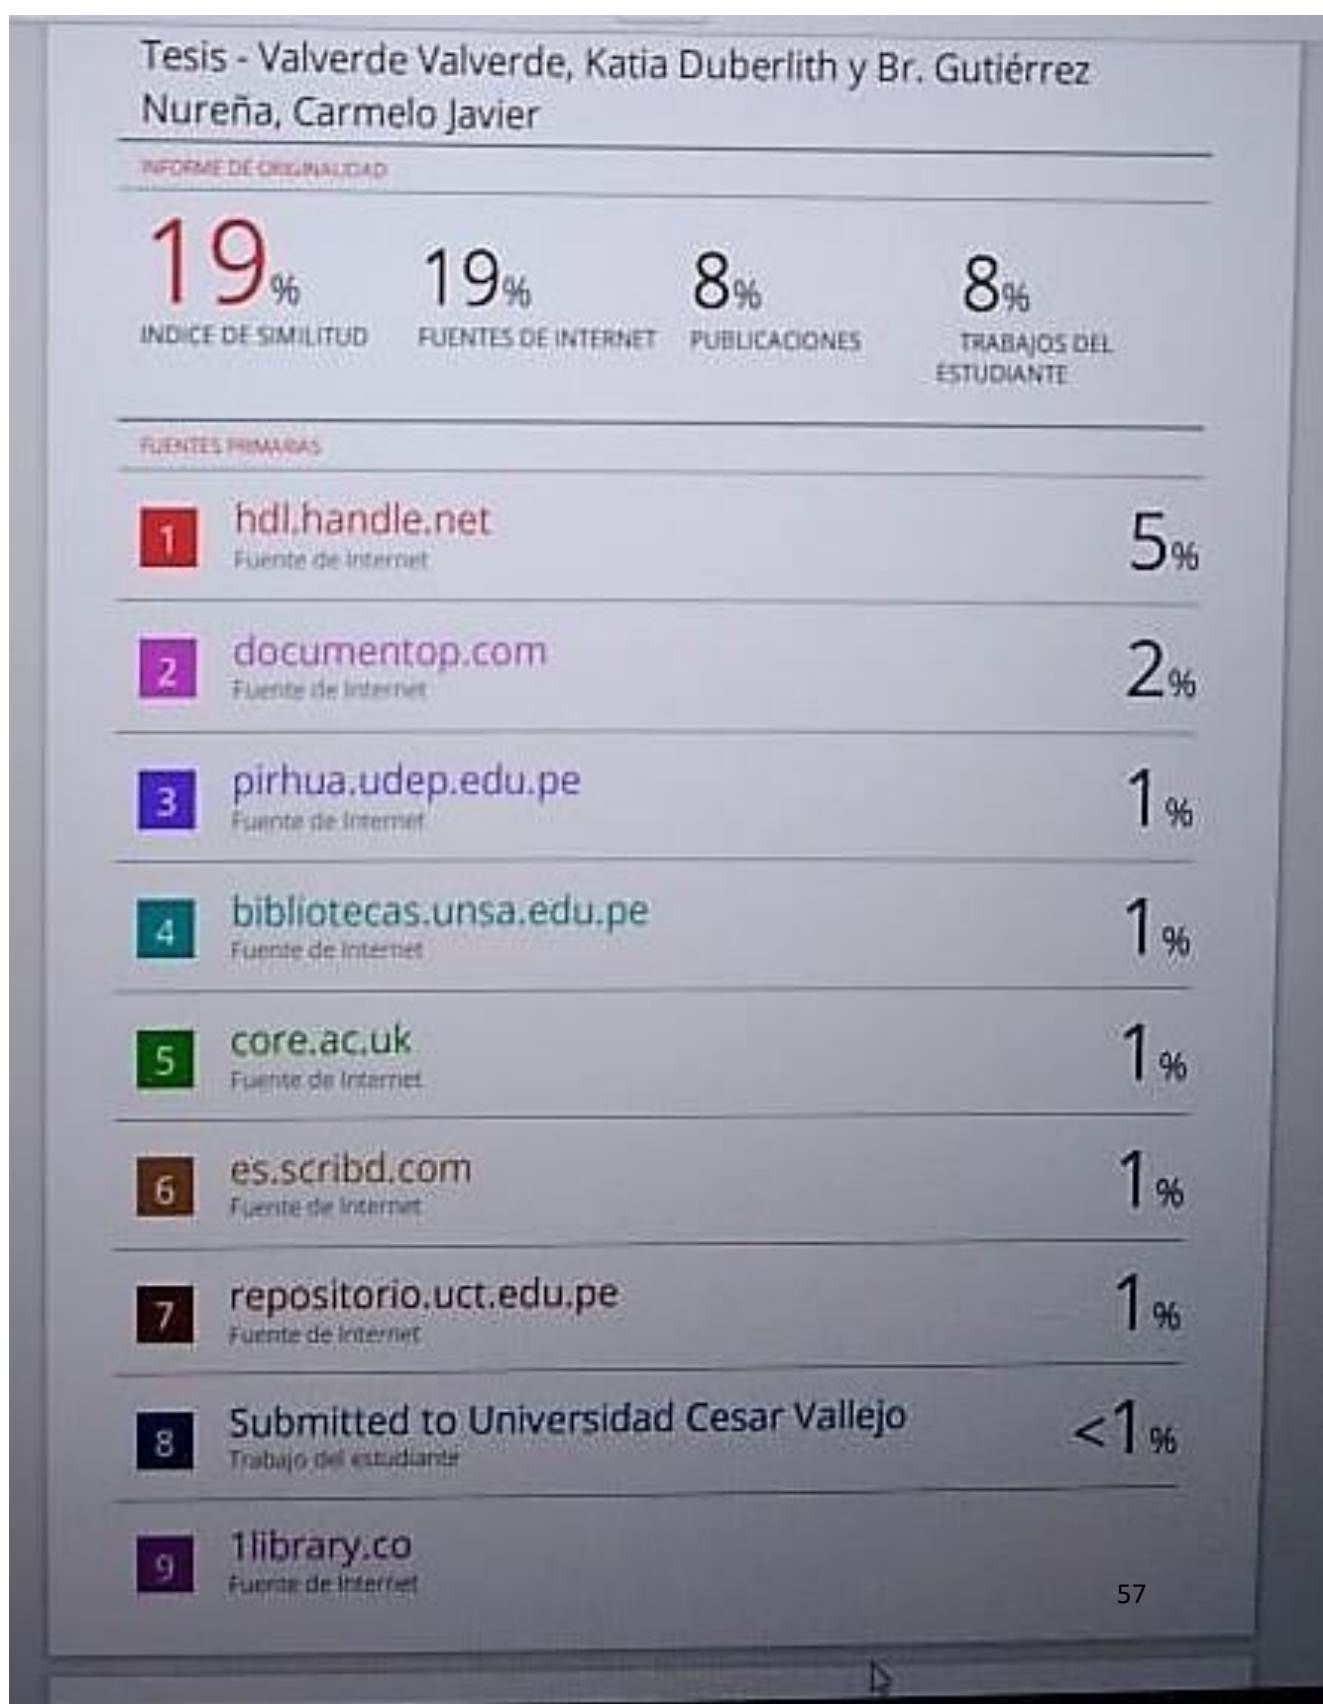 Tesis - Valverde Valverde, Katia Duberlith y Br. Gutiérrez
Nureña, Carmelo Javier
INFORME DE ORIGINALIDAD
19%
19%
8%
8%
INDICE DE SIMILITUD
FUENTES DE INTERNET
PUBLICACIONES
TRABAJOS DEL
ESTUDIANTE
FUENTES PRIMARIAS
1
hdl.handle.net
5%
Fuente de Internet
2
documentop.com
2%
Fuente de Internet
3
pirhua.udep.edu.pe
1%
Fuente de Internet
4
bibliotecas.unsa.edu.pe
1%
Fuente de Internet
5
core.ac.uk
1%
Fuente de Internet
6
es.scribd.com
1%
Fuente de Internet
7
repositorio.uct.edu.pe
1%
Fuente de Internet
8
Submitted to Universidad Cesar Vallejo
<1%
Trabajo del estudiante
9
1library.co
Fuente de Internet
57